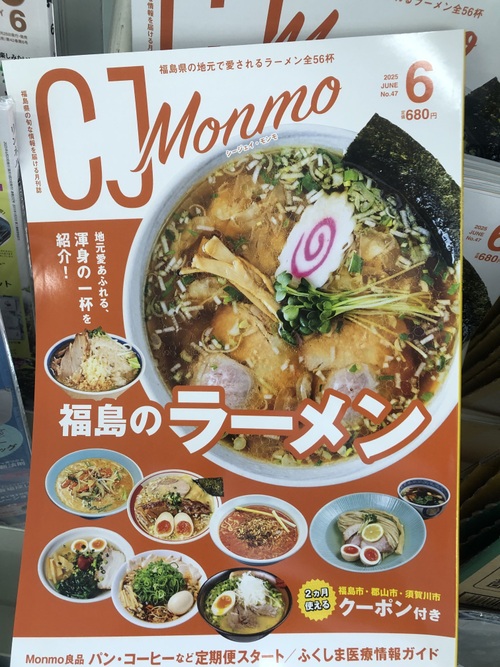 福島県の地元で愛されるラーメン全56杯
福島県の旬な情報を届ける月刊誌
CJ Monmo
シージェイ・モンモ
2025
JUNE
No.47
6
680円
地元愛あふれる、
渾身の一杯を
紹介!
福島のラーメン
2ヵ月
使える
福島市・郡山市・須賀川市
クーポン付き
Monmo良品 パン・コーヒーなど定期便スタート/ふくしま医療情報ガイド